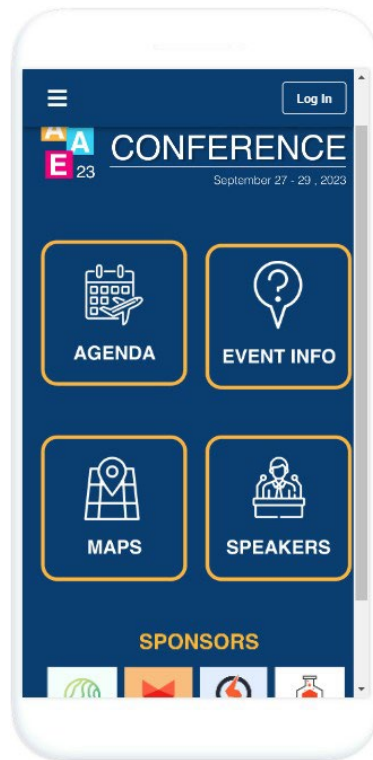 Log In
A A
E 23
CONFERENCE
September 27 - 29 , 2023
AGENDA
EVENT INFO
MAPS
SPEAKERS
SPONSORS